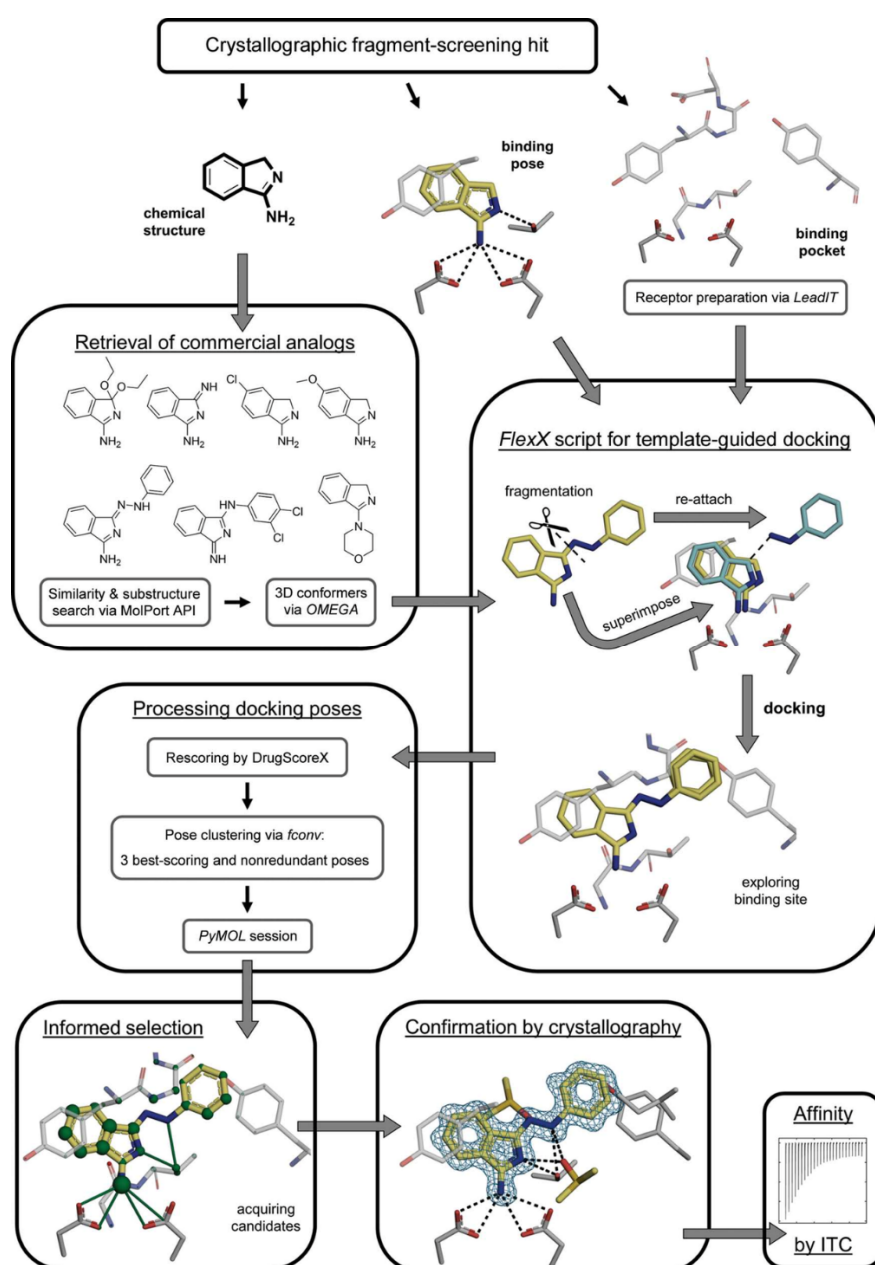 Crystallographic fragment-screening hit
chemical
structure
N
NH₂
binding
pose
binding
pocket
Receptor preparation via LeadIT
Retrieval of commercial analogs
O
O
N
NH₂
NH
N
NH₂
Cl
N
NH₂
O
N
NH₂
N
NH
N
NH₂
HN
Cl
Cl
N
NH
N
N
O
Similarity & substructure
search via MolPort API
3D conformers
via OMEGA
FlexX script for template-guided docking
fragmentation
re-attach
superimpose
docking
exploring
binding site
Processing docking poses
Rescoring by DrugScoreX
Pose clustering via fconv:
3 best-scoring and nonredundant poses
PyMOL session
Informed selection
acquiring
candidates
Confirmation by crystallography
Affinity
by ITC